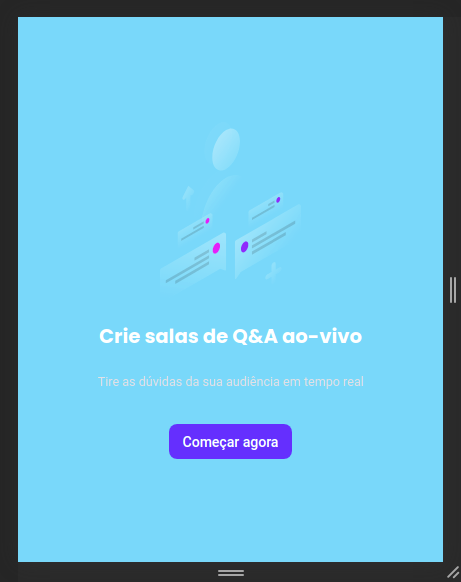 Crie salas de Q&A ao-vivo
Tire as dúvidas da sua audiência em tempo real
Começar agora